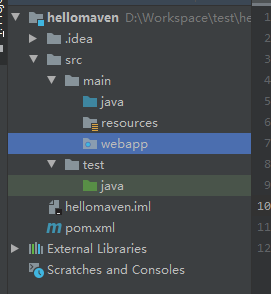 hellomaven D:\Workspace\test\he
.idea
src
main
java
resources
webapp
test
java
hellomaven.iml
pom.xml
External Libraries
Scratches and Consoles
1
2
3
4
5
6
7
8
9
10
11
12